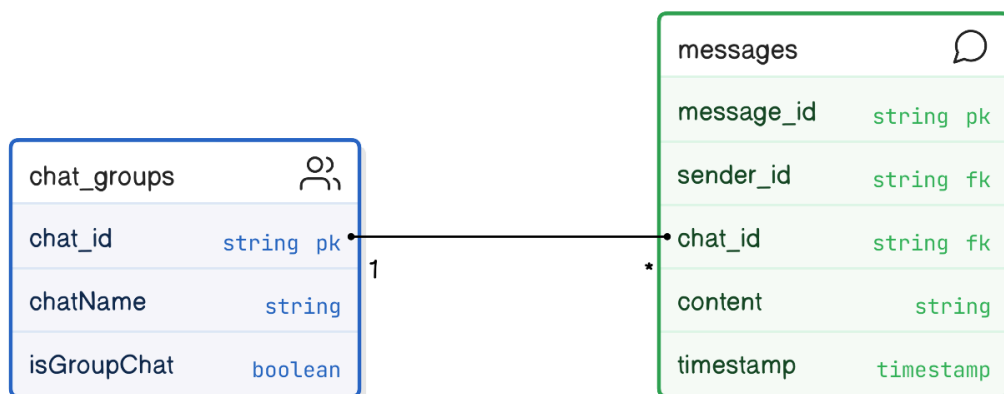 chat_groups
chat_id string pk
chatName string
isGroupChat boolean
1
*
messages
message_id string pk
sender_id string fk
chat_id string fk
content string
timestamp timestamp